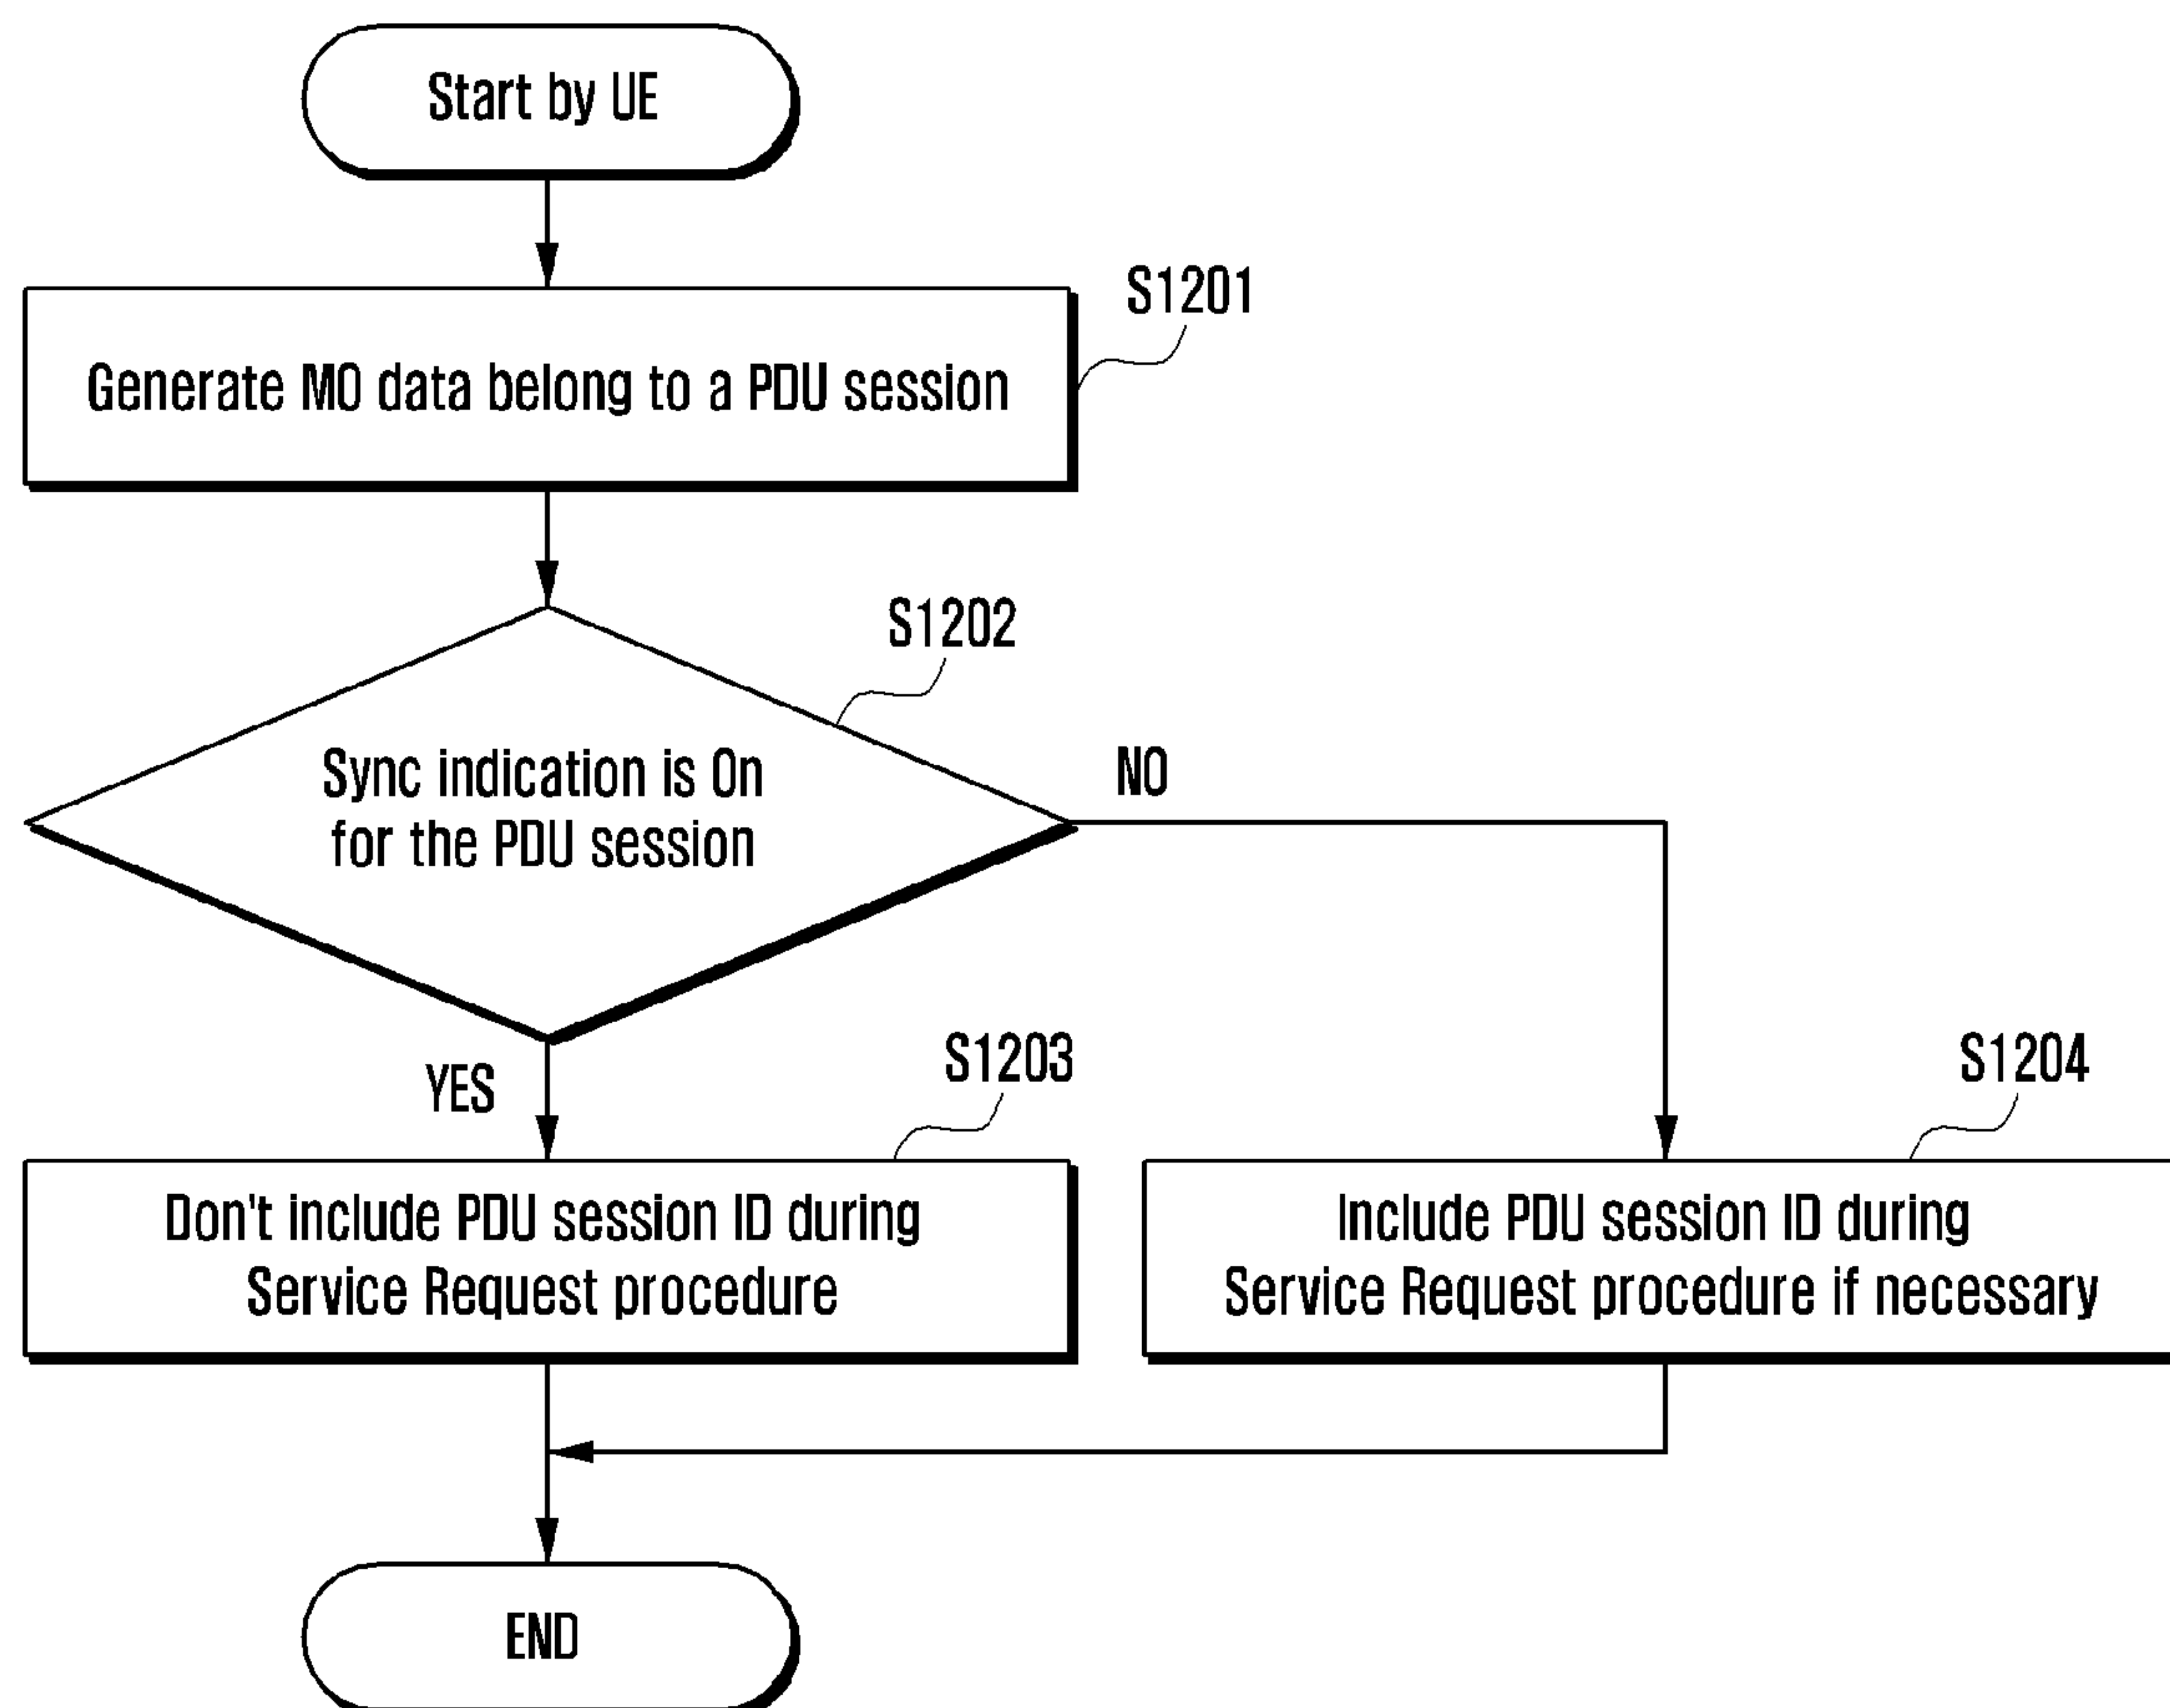 Start by UE
S1201
Generate MO data belong to a PDU session
S1202
Sync indication is On
for the PDU session
NO
YES
S1203
S1204
Don't include PDU session ID during
Service Request procedure
Include PDU session ID during
Service Request procedure if necessary
END